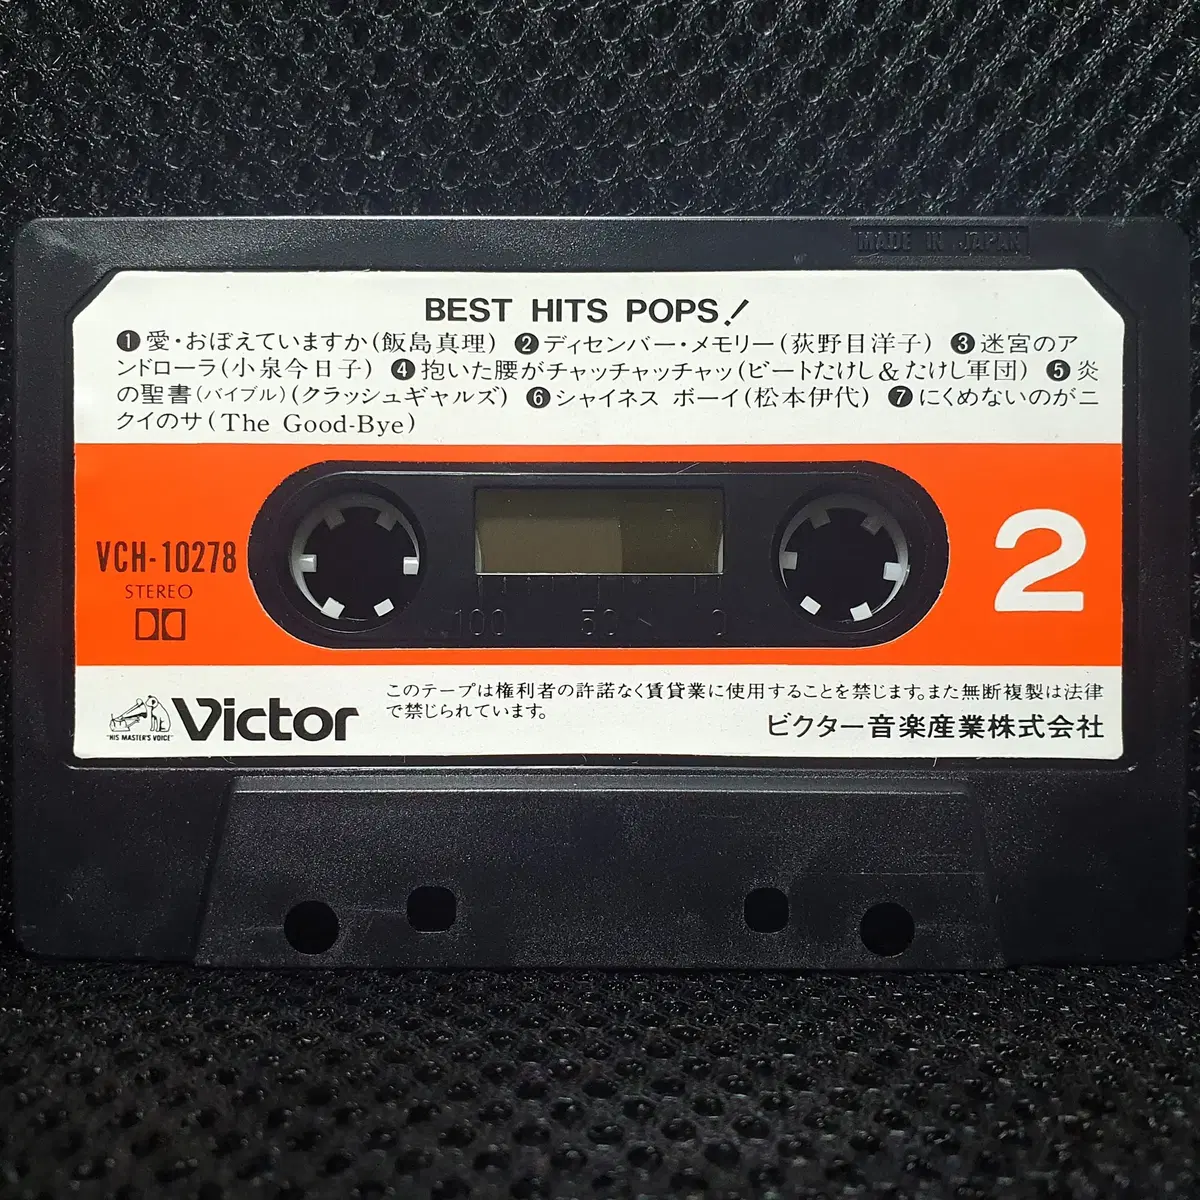 MADE IN JAPAN
BEST HITS POPS!
❶愛・おぼえていますか(飯島真理) ❷ディセンバー・メモリー(荻野目洋子) ❸迷宮のア
ンドローラ(小泉今日子) ❹抱いた腰がチャッチャッチャッ(ビートたけし&たけし軍団) ❺炎
の聖書(バイブル)(クラッシュギャルズ) ❻シャイネス ボーイ(松本伊代) ❼にくめないのがニ
クイのサ(The Good-Bye)
VCH-10278
STEREO
2
100 50 0
"HIS MASTER'S VOICE"
Victor
このテープは権利者の許諾なく賃貸業に使用することを禁じます。また無断複製は法律
で禁じられています。
ビクター音楽産業株式会社